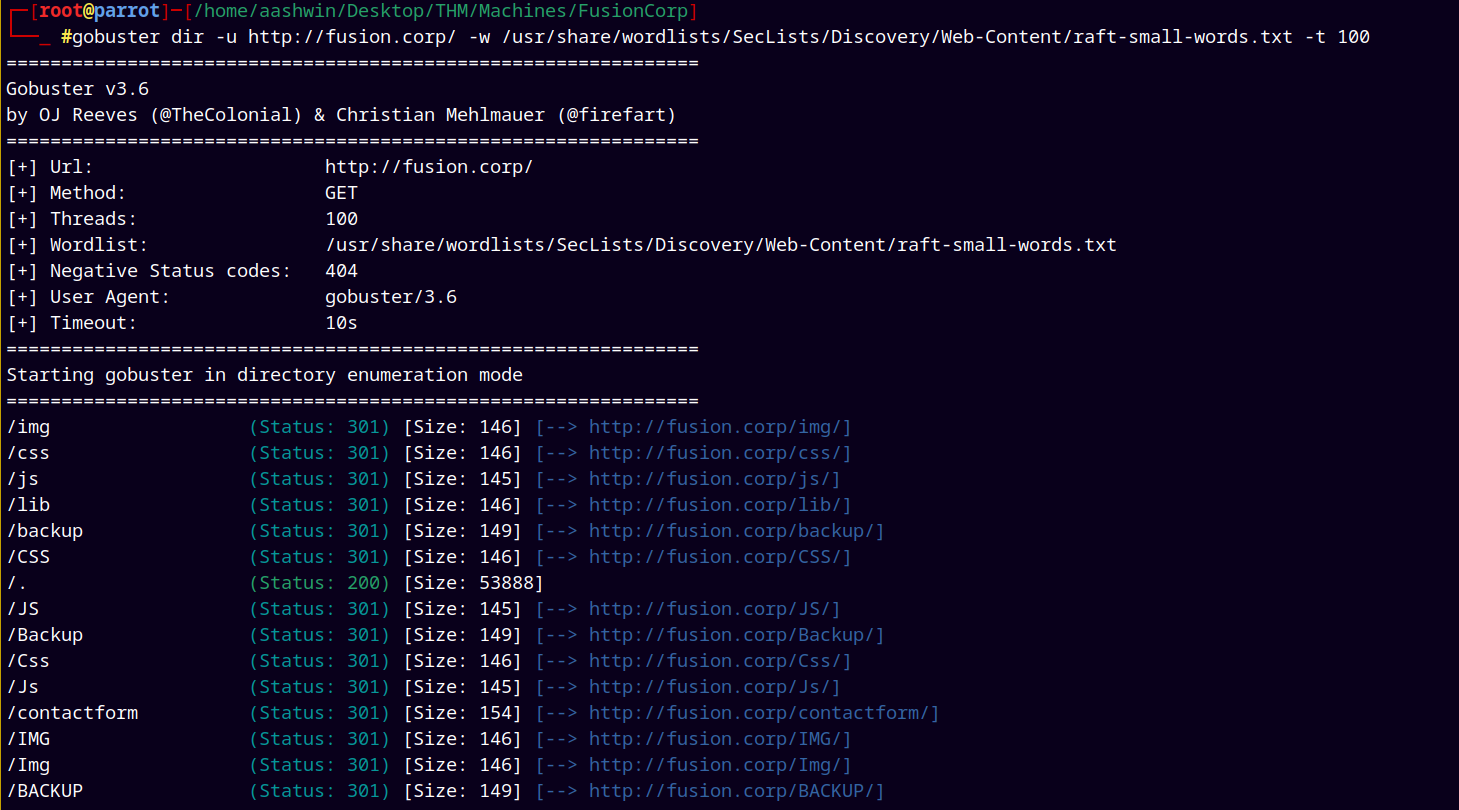 ┌─[root@parrot]─[/home/aashwin/Desktop/THM/Machines/FusionCorp]
└──_ #gobuster dir -u http://fusion.corp/ -w /usr/share/wordlists/SecLists/Discovery/Web-Content/raft-small-words.txt -t 100
===============================================================
Gobuster v3.6
by OJ Reeves (@TheColonial) & Christian Mehlmauer (@firefart)
===============================================================
[+] Url:                     http://fusion.corp/
[+] Method:                  GET
[+] Threads:                 100
[+] Wordlist:                /usr/share/wordlists/SecLists/Discovery/Web-Content/raft-small-words.txt
[+] Negative Status codes:   404
[+] User Agent:              gobuster/3.6
[+] Timeout:                 10s
===============================================================
Starting gobuster in directory enumeration mode
===============================================================
/img                  (Status: 301) [Size: 146] [--> http://fusion.corp/img/]
/css                  (Status: 301) [Size: 146] [--> http://fusion.corp/css/]
/js                   (Status: 301) [Size: 145] [--> http://fusion.corp/js/]
/lib                  (Status: 301) [Size: 146] [--> http://fusion.corp/lib/]
/backup               (Status: 301) [Size: 149] [--> http://fusion.corp/backup/]
/CSS                  (Status: 301) [Size: 146] [--> http://fusion.corp/CSS/]
/.                    (Status: 200) [Size: 53888]
/JS                   (Status: 301) [Size: 145] [--> http://fusion.corp/JS/]
/Backup               (Status: 301) [Size: 149] [--> http://fusion.corp/Backup/]
/Css                  (Status: 301) [Size: 146] [--> http://fusion.corp/Css/]
/Js                   (Status: 301) [Size: 145] [--> http://fusion.corp/Js/]
/contactform          (Status: 301) [Size: 154] [--> http://fusion.corp/contactform/]
/IMG                  (Status: 301) [Size: 146] [--> http://fusion.corp/IMG/]
/Img                  (Status: 301) [Size: 146] [--> http://fusion.corp/Img/]
/BACKUP               (Status: 301) [Size: 149] [--> http://fusion.corp/BACKUP/]